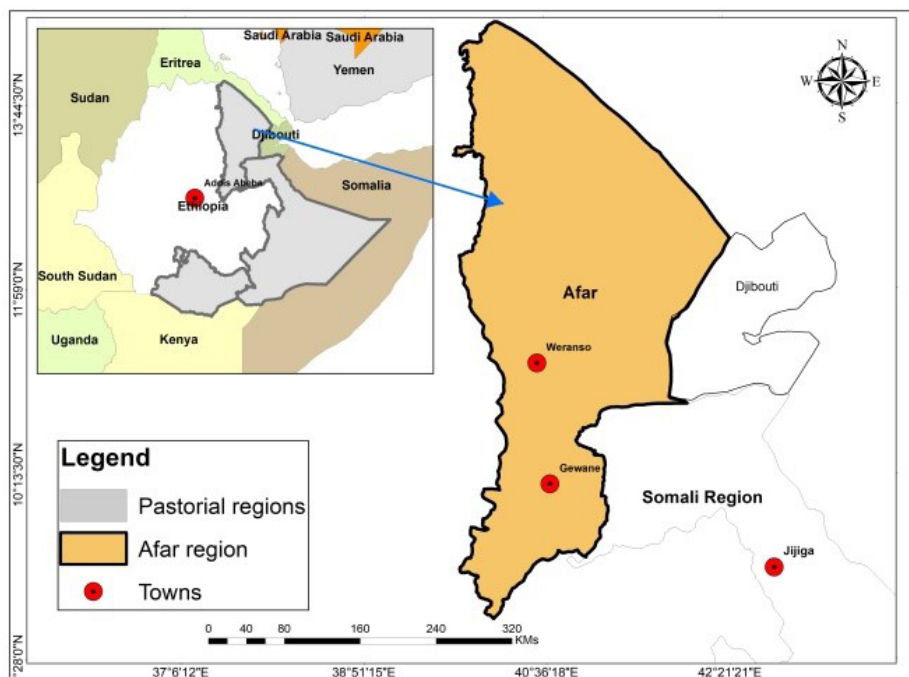 Saudi Arabia
Saudi Arabia
Eritrea
Yemen
Sudan
Djibouti
Addis Abeba
Somalia
Ethiopia
South Sudan
Uganda
Kenya
N
W E
S
Afar
Djibouti
Weranso
Gewane
Somali Region
Jijiga
Legend
Pastorial regions
Afar region
Towns
0 40 80 160 240 320
KMs
13°44'30"N
11°59'0"N
10°13'30"N
°28'0"N
37°6'12"E
38°51'15"E
40°36'18"E
42°21'21"E